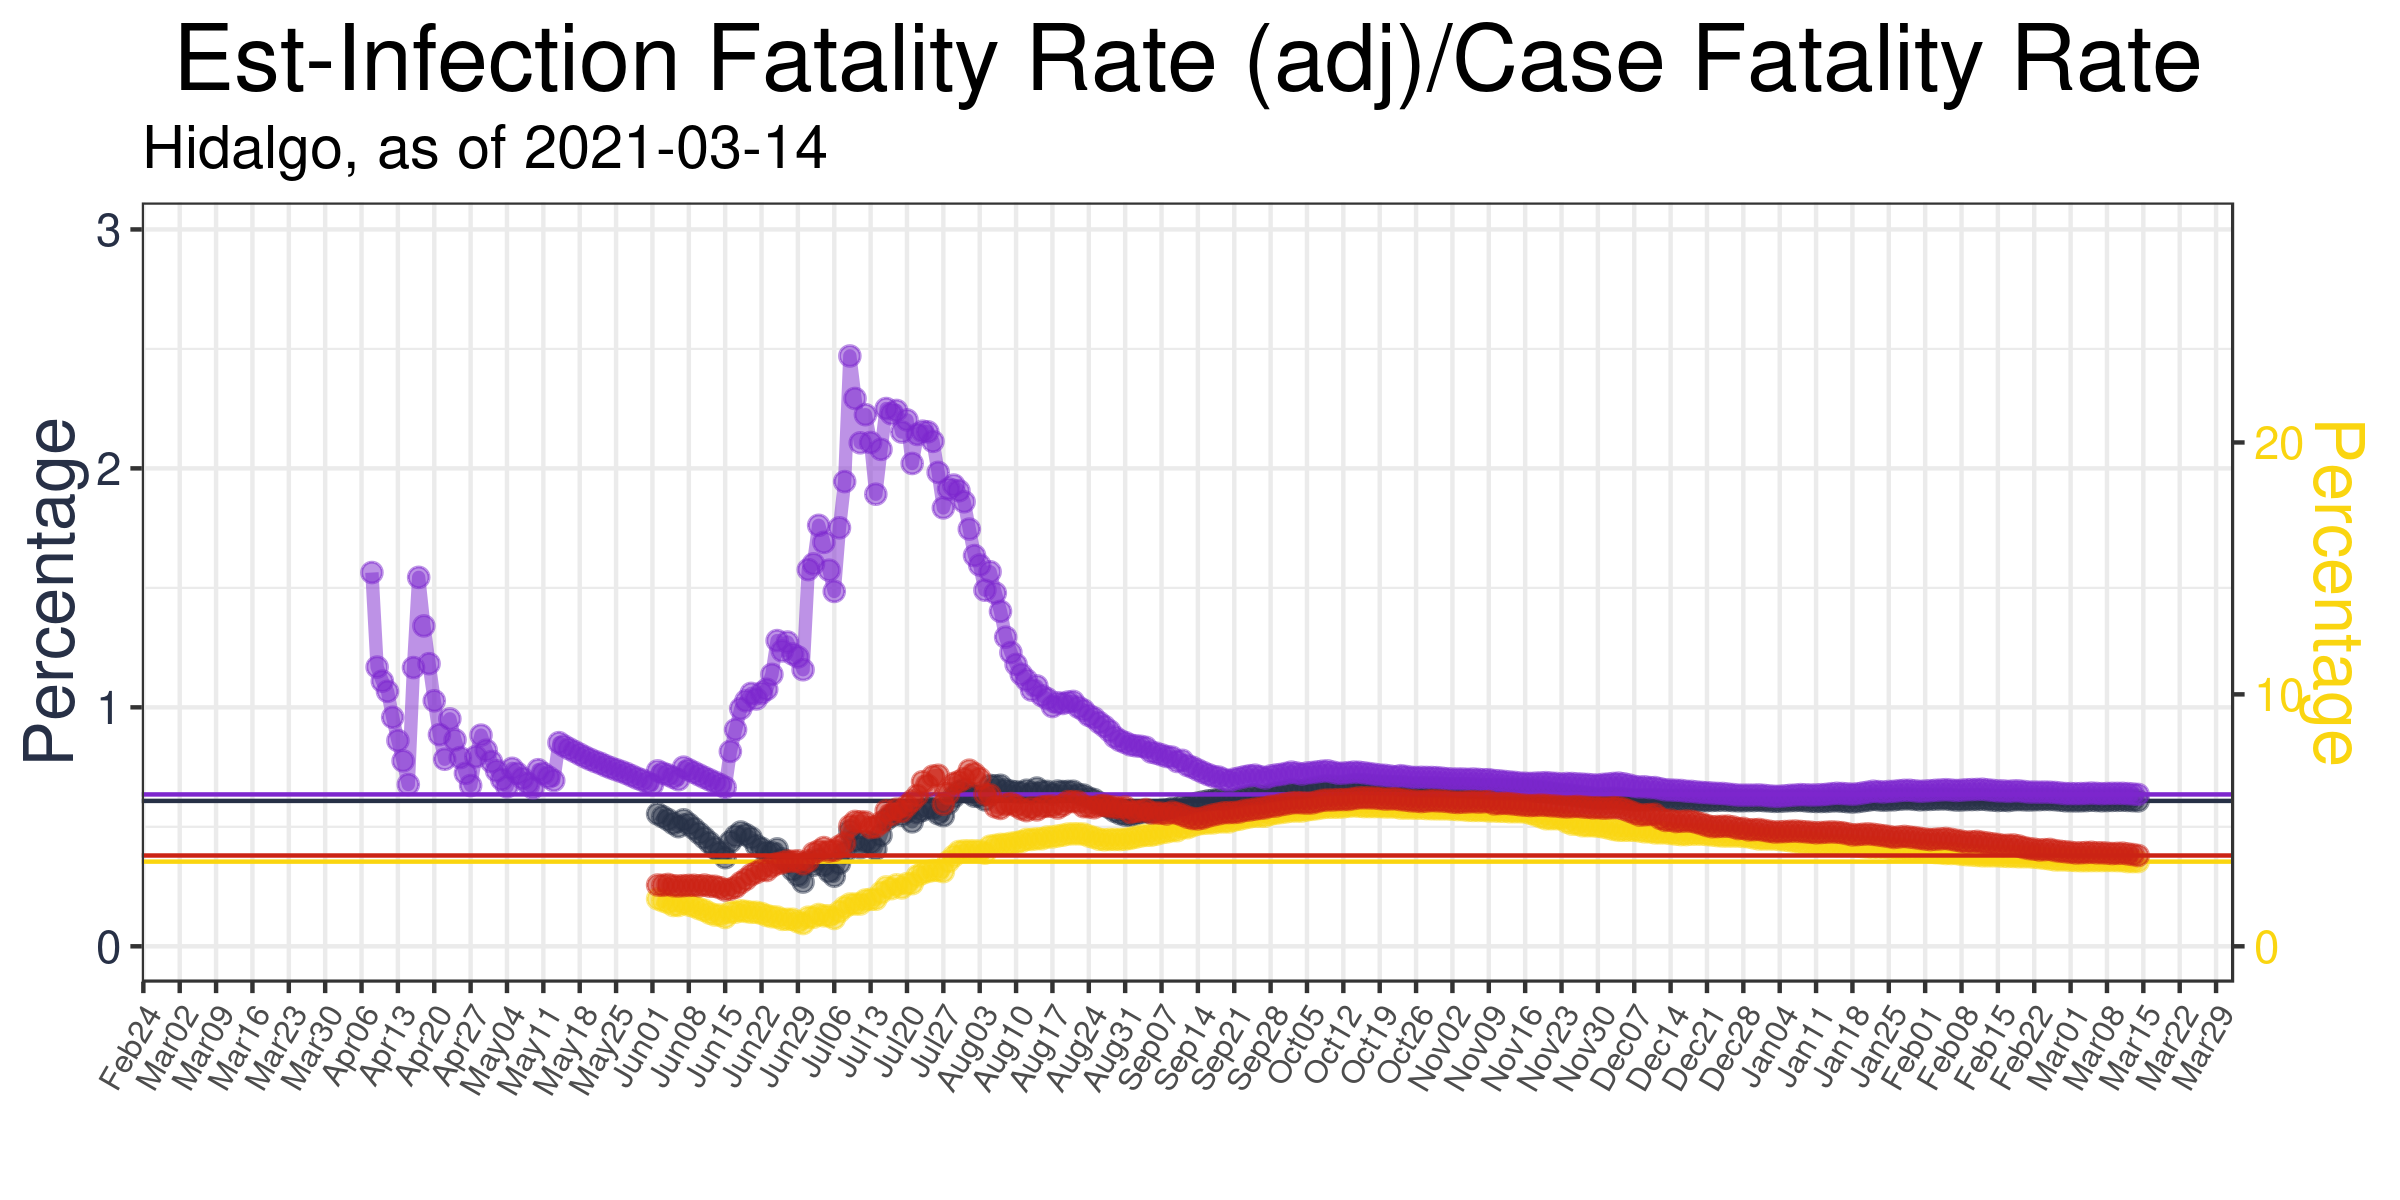 Est-Infection Fatality Rate (adj)/Case Fatality Rate
Hidalgo, as of 2021-03-14
Percentage
3
2
1
0
20
10
0
Percentage
Feb24
Mar02
Mar09
Mar16
Mar23
Mar30
Apr06
Apr13
Apr20
Apr27
May04
May11
May18
May25
Jun01
Jun08
Jun15
Jun22
Jun29
Jul06
Jul13
Jul20
Jul27
Aug03
Aug10
Aug17
Aug24
Aug31
Sep07
Sep14
Sep21
Sep28
Oct05
Oct12
Oct19
Oct26
Nov02
Nov09
Nov16
Nov23
Nov30
Dec07
Dec14
Dec21
Dec28
Jan04
Jan11
Jan18
Jan25
Feb01
Feb08
Feb15
Feb22
Mar01
Mar08
Mar15
Mar22
Mar29